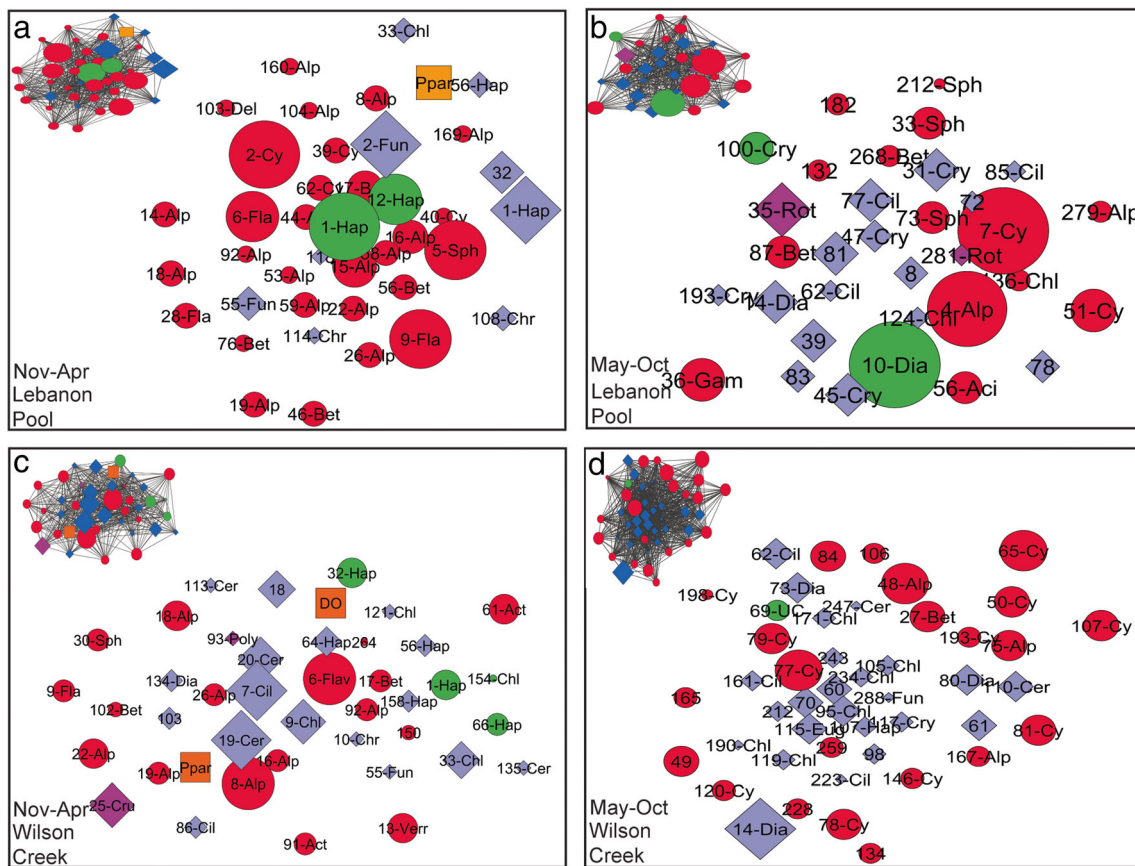 a
33-Chl
160-Alp
Ppar
56-Hap
8-Alp
103-Del
104-Alp
169-Alp
2-Fun
39-Cy
2-Cy
32
62-Cy
17-B
12-Hap
1-Hap
14-Alp
6-Fla
44-A
1-Hap
40-Cy
16-Alp
5-Sph
92-Alp
118
58-Alp
15-Alp
18-Alp
53-Alp
56-Bet
55-Fun
59-Alp
22-Alp
28-Fla
108-Chr
114-Chr
76-Bet
9-Fla
26-Alp
19-Alp
46-Bet
Nov-Apr
Lebanon
Pool
b
212-Sph
182
33-Sph
100-Cry
268-Bet
132
31-Cry
85-Cil
35-Rot
77-Cil
72
73-Sph
279-Alp
7-Cy
47-Cry
87-Bet
81
281-Rot
8
136-Chl
62-Cil
193-Cry
14-Dia
4-Alp
51-Cy
124-Chl
39
10-Dia
78
83
36-Gam
45-Cry
56-Aci
May-Oct
Lebanon
Pool
c
32-Hap
113-Cer
18
DO
121-Chl
61-Act
18-Alp
30-Sph
93-Poly
64-Hap
264
56-Hap
20-Cer
154-Chl
6-Flav
17-Bet
134-Dia
9-Fla
26-Alp
7-Cil
1-Hap
158-Hap
102-Bet
92-Alp
103
9-Chl
66-Hap
150
19-Cer
10-Chr
22-Alp
16-Alp
33-Chl
19-Alp
Ppar
55-Fun
135-Cer
8-Alp
25-Cru
86-Cil
13-Verr
91-Act
Nov-Apr
Wilson
Creek
d
62-Cil
84
106
65-Cy
73-Dia
48-Alp
198-Cy
50-Cy
69-UC
247-Cer
171-Chl
27-Bet
107-Cy
79-Cy
193-Cy
75-Alp
243
77-Cy
105-Chl
161-Cil
234-Chl
80-Dia
110-Cer
60
165
288-Fun
70
212
95-Chl
117-Cry
61
115-Eug
107-Hap
81-Cy
190-Chl
259
98
49
119-Chl
167-Alp
223-Cil
146-Cy
120-Cy
228
14-Dia
78-Cy
134
May-Oct
Wilson
Creek